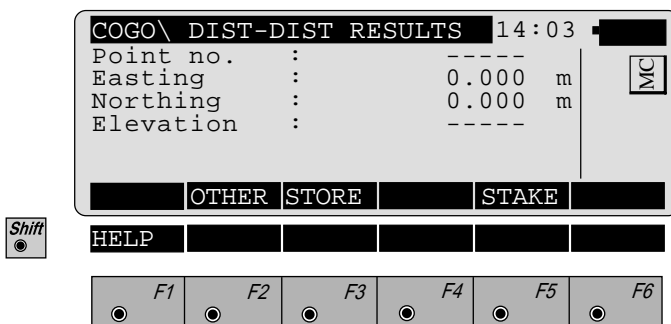 COGO\ DIST-DIST RESULTS 14:03
Point no. : -----
Easting : 0.000 m
Northing : 0.000 m
Elevation : -----
MC
OTHER STORE STAKE
Shift
HELP
F1 F2 F3 F4 F5 F6